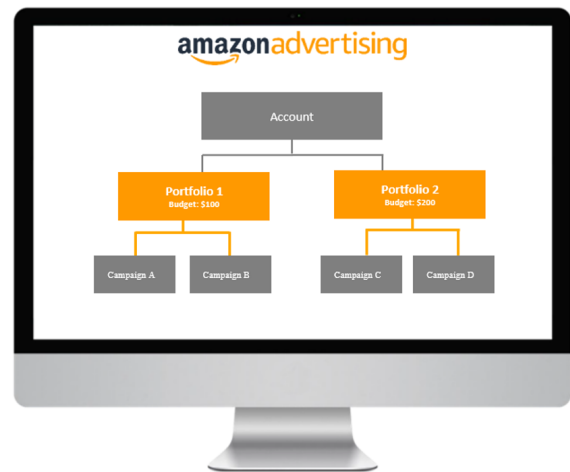 amazonadvertising
Account
Portfolio 1
Budget: $100
Portfolio 2
Budget: $200
Campaign A
Campaign B
Campaign C
Campaign D